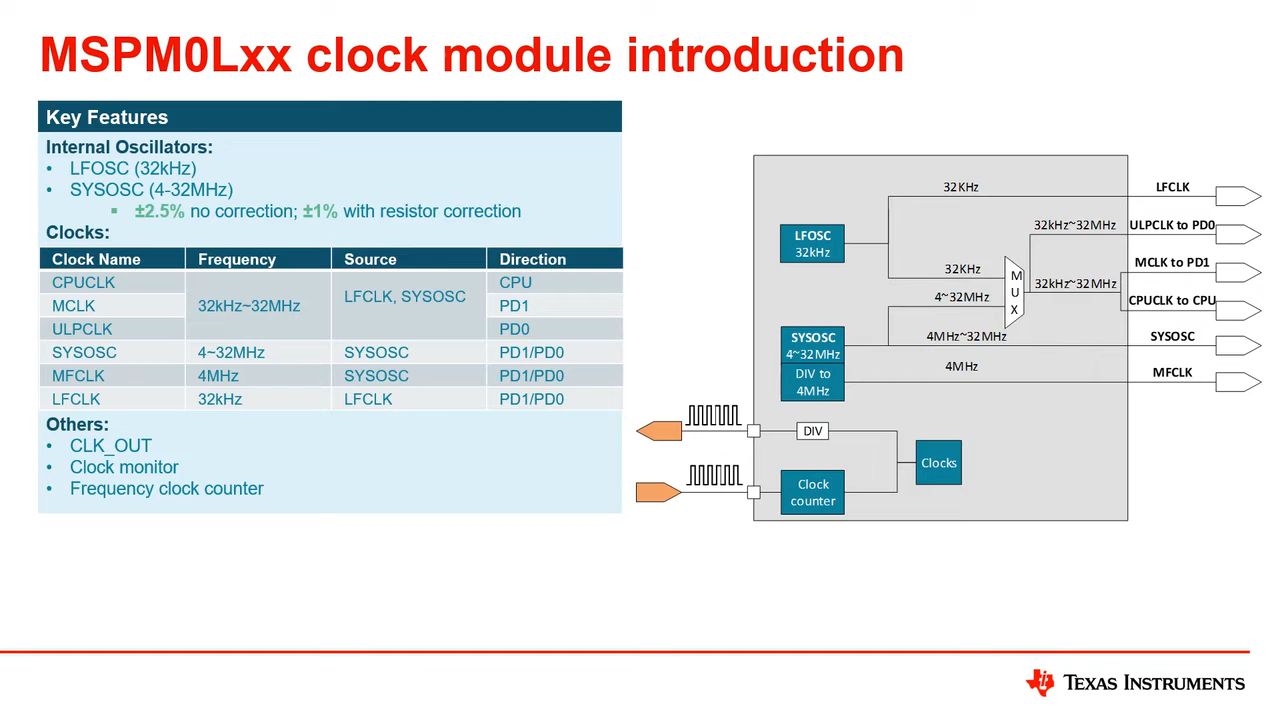 MSPM0Lxx clock module introduction
Key Features
Internal Oscillators:
• LFOSC (32kHz)
• SYSOSC (4-32MHz)
▪ ±2.5% no correction; ±1% with resistor correction
Clocks:
Clock Name Frequency Source Direction
CPUCLK 32kHz~32MHz LFCLK, SYSOSC CPU
MCLK PD1
ULPCLK PD0
SYSOSC 4~32MHz SYSOSC PD1/PD0
MFCLK 4MHz SYSOSC PD1/PD0
LFCLK 32kHz LFCLK PD1/PD0
Others:
• CLK_OUT
• Clock monitor
• Frequency clock counter
32KHz LFCLK
32kHz~32MHz ULPCLK to PD0
LFOSC
32kHz
32KHz
MUX
MCLK to PD1
32kHz~32MHz
4~32MHz
CPUCLK to CPU
SYSOSC
4~32MHz
4MHz~32MHz SYSOSC
DIV to
4MHz
4MHz MFCLK
DIV
Clocks
Clock
counter
TEXAS INSTRUMENTS